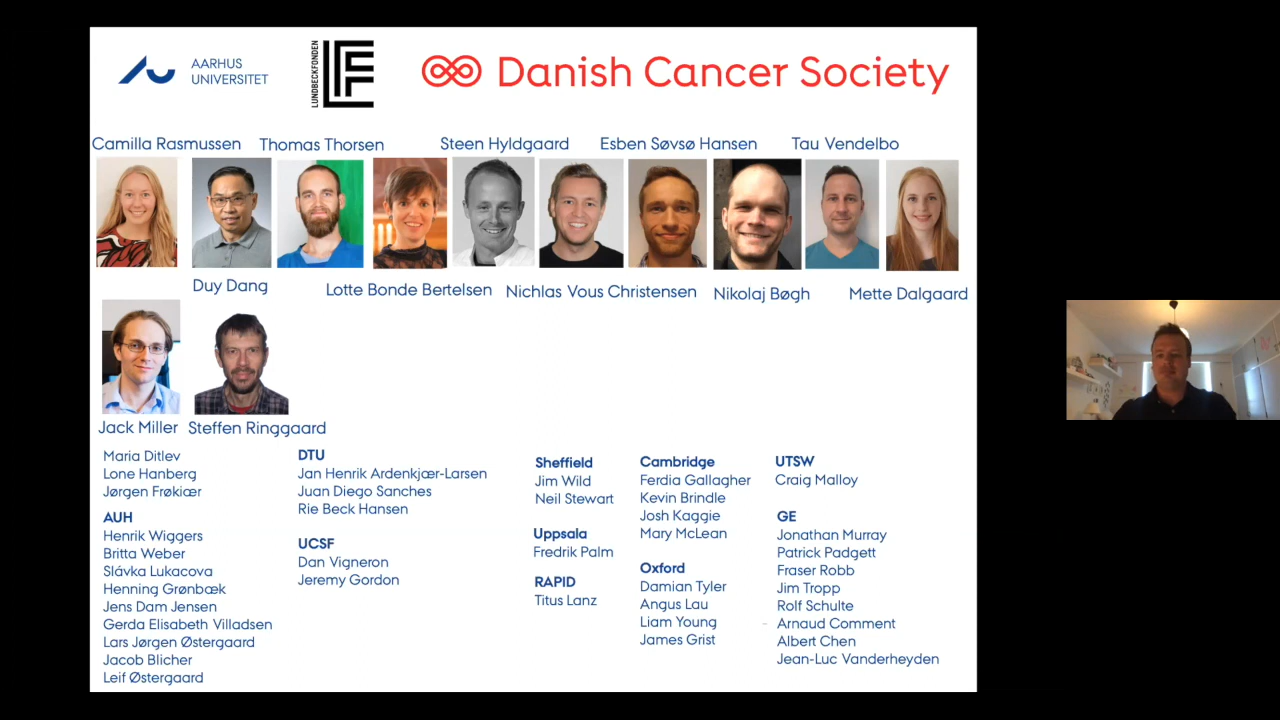 AARHUS
UNIVERSITET
LUNDBECKFONDEN
Danish Cancer Society
Camilla Rasmussen
Thomas Thorsen
Steen Hyldgaard
Esben Søvsø Hansen
Tau Vendelbo
Duy Dang
Lotte Bonde Bertelsen
Nichlas Vous Christensen
Nikolaj Bøgh
Mette Dalgaard
Jack Miller
Steffen Ringgaard
Maria Ditlev
Lone Hanberg
Jørgen Frøkiær
AUH
Henrik Wiggers
Britta Weber
Slávka Lukacova
Henning Grønbæk
Jens Dam Jensen
Gerda Elisabeth Villadsen
Lars Jørgen Østergaard
Jacob Blicher
Leif Østergaard
DTU
Jan Henrik Ardenkjær-Larsen
Juan Diego Sanches
Rie Beck Hansen
UCSF
Dan Vigneron
Jeremy Gordon
Sheffield
Jim Wild
Neil Stewart
Uppsala
Fredrik Palm
RAPID
Titus Lanz
Cambridge
Ferdia Gallagher
Kevin Brindle
Josh Kaggie
Mary McLean
Oxford
Damian Tyler
Angus Lau
Liam Young
James Grist
UTSW
Craig Malloy
GE
Jonathan Murray
Patrick Padgett
Fraser Robb
Jim Tropp
Rolf Schulte
Arnaud Comment
Albert Chen
Jean-Luc Vanderheyden